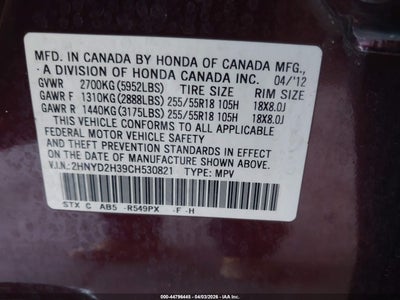 MFD. IN CANADA BY HONDA OF CANADA MFG.,
A DIVISION OF HONDA CANADA INC. 04/'12
GVWR 2700KG(5952LBS) TIRE SIZE RIM SIZE
GAWR F 1310KG(2888LBS) 255/55R18 105H 18X8.0J
GAWR R 1440KG(3175LBS) 255/55R18 105H 18X8.0J
THIS VEHICLE CONFORMS TO ALL APPLICABLE
FEDERAL MOTOR VEHICLE SAFETY
AND THEFT PREVENTION STANDARDS IN EFFECT
ON THE DATE OF MANUFACTURE SHOWN ABOVE.
V.I.N.:2HNYD2H39CH530821 TYPE: MPV
STX C AB5 -R549PX -F -H
000-44796445 - 04/03/2026 - IAAI.COM